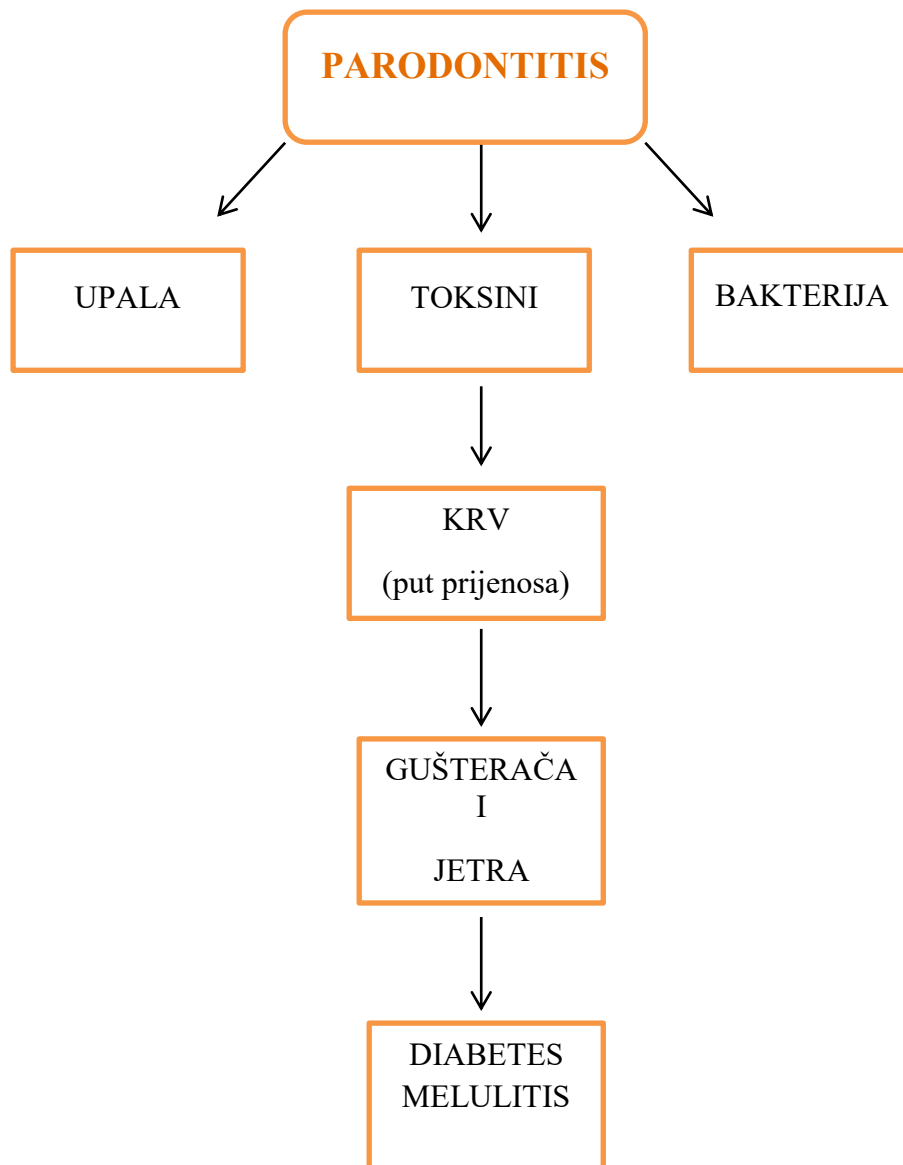 PARODONTITIS
UPALA
TOKSINI
BAKTERIJA
KRV
(put prijenosa)
GUŠTERAČA
I
JETRA
DIABETES
MELULITIS